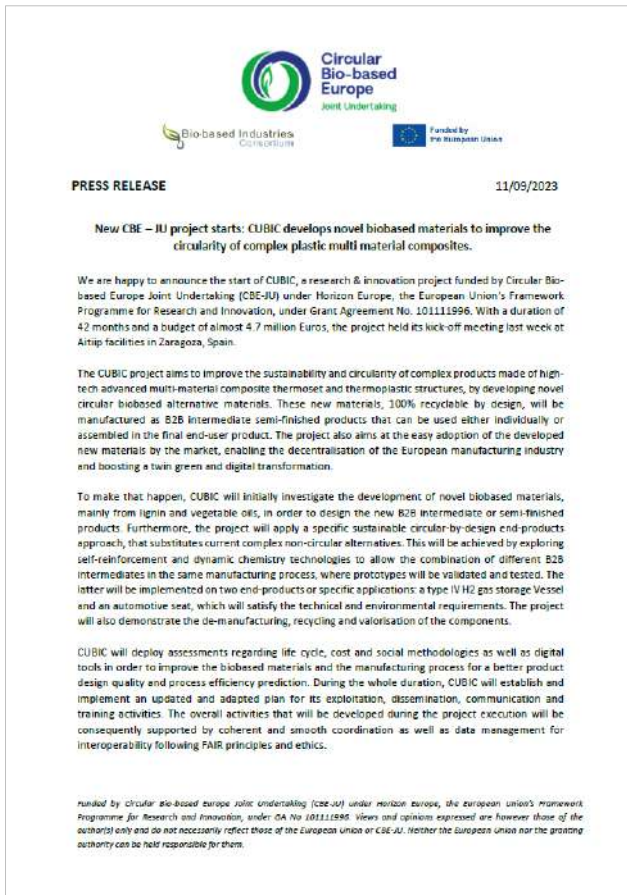 Circular
Bio-based
Europe
Joint Undertaking
Bio-based Industries
Consortium
Funded by
the European Union
PRESS RELEASE
11/09/2023
New CBE – JU project starts: CUBIC develops novel biobased materials to improve the
circularity of complex plastic multi material composites.
We are happy to announce the start of CUBIC, a research & innovation project funded by Circular Bio-
based Europe Joint Undertaking (CBE-JU) under Horizon Europe, the European Union's Framework
Programme for Research and Innovation, under Grant Agreement No. 101111996. With a duration of
42 months and a budget of almost 4.7 million Euros, the project held its kick-off meeting last week at
Aitiip facilities in Zaragoza, Spain.
The CUBIC project aims to improve the sustainability and circularity of complex products made of high-
tech advanced multi-material composite thermoset and thermoplastic structures, by developing novel
circular biobased alternative materials. These new materials, 100% recyclable by design, will be
manufactured as B2B intermediate semi-finished products that can be used either individually or
assembled in the final end-user product. The project also aims at the easy adoption of the developed
new materials by the market, enabling the decentralisation of the European manufacturing industry
and boosting a twin green and digital transformation.
To make that happen, CUBIC will initially investigate the development of novel biobased materials,
mainly from lignin and vegetable oils, in order to design the new B2B intermediate or semi-finished
products. Furthermore, the project will apply a specific sustainable circular-by-design end-products
approach, that substitutes current complex non-circular alternatives. This will be achieved by exploring
self-reinforcement and dynamic chemistry technologies to allow the combination of different B2B
intermediates in the same manufacturing process, where prototypes will be validated and tested. The
latter will be implemented on two end-products or specific applications: a type IV H2 gas storage Vessel
and an automotive seat, which will satisfy the technical and environmental requirements. The project
will also demonstrate the de-manufacturing, recycling and valorisation of the components.
CUBIC will deploy assessments regarding life cycle, cost and social methodologies as well as digital
tools in order to improve the biobased materials and the manufacturing process for a better product
design quality and process efficiency prediction. During the whole duration, CUBIC will establish and
implement an updated and adapted plan for its exploitation, dissemination, communication and
training activities. The overall activities that will be developed during the project execution will be
consequently supported by coherent and smooth coordination as well as data management for
interoperability following FAIR principles and ethics.
Funded by Circular Bio-based Europe Joint Undertaking (CBE-JU) under Horizon Europe, the European Union's Framework
Programme for Research and Innovation, under GA No 101111996. Views and opinions expressed are however those of the
author(s) only and do not necessarily reflect those of the European Union or CBE-JU. Neither the European Union nor the granting
authority can be held responsible for them.